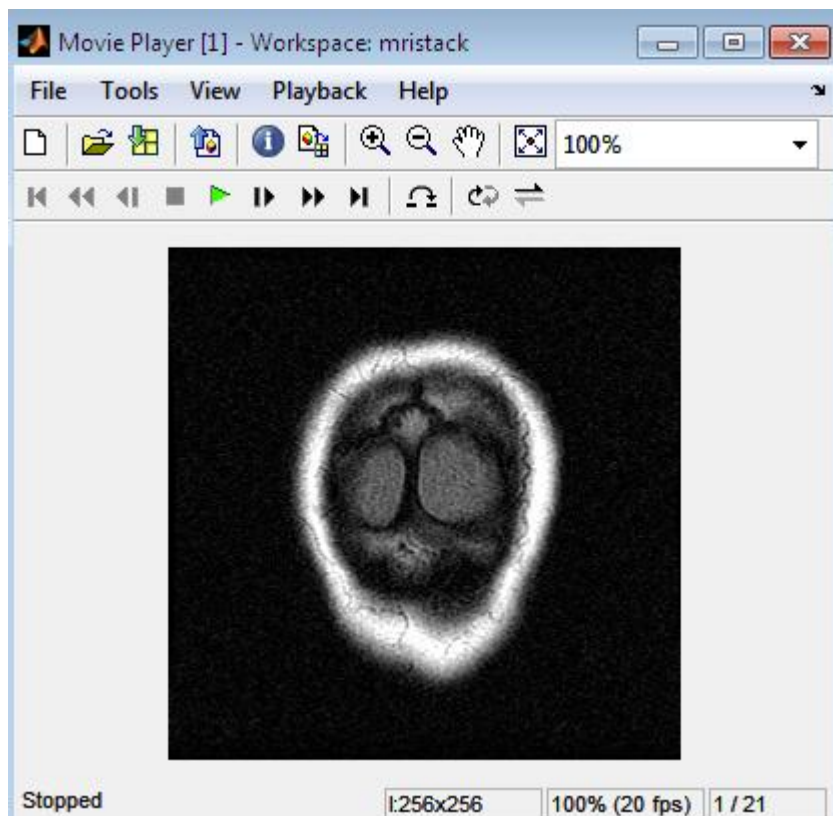 Movie Player [1] - Workspace: mristack
File Tools View Playback Help
100%
Stopped I:256x256 100% (20 fps) 1 / 21